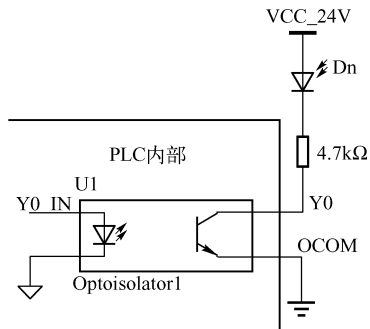 VCC_24V
Dn
PLC内部
4.7kΩ
U1
Y0_IN
Y0
OCOM
Optoisolator1